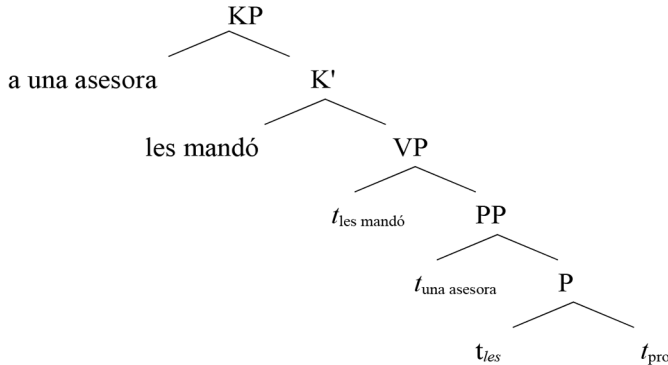 KP
a una asesora K'
les mandó VP
t les mandó PP
t una asesora P
t les t pro